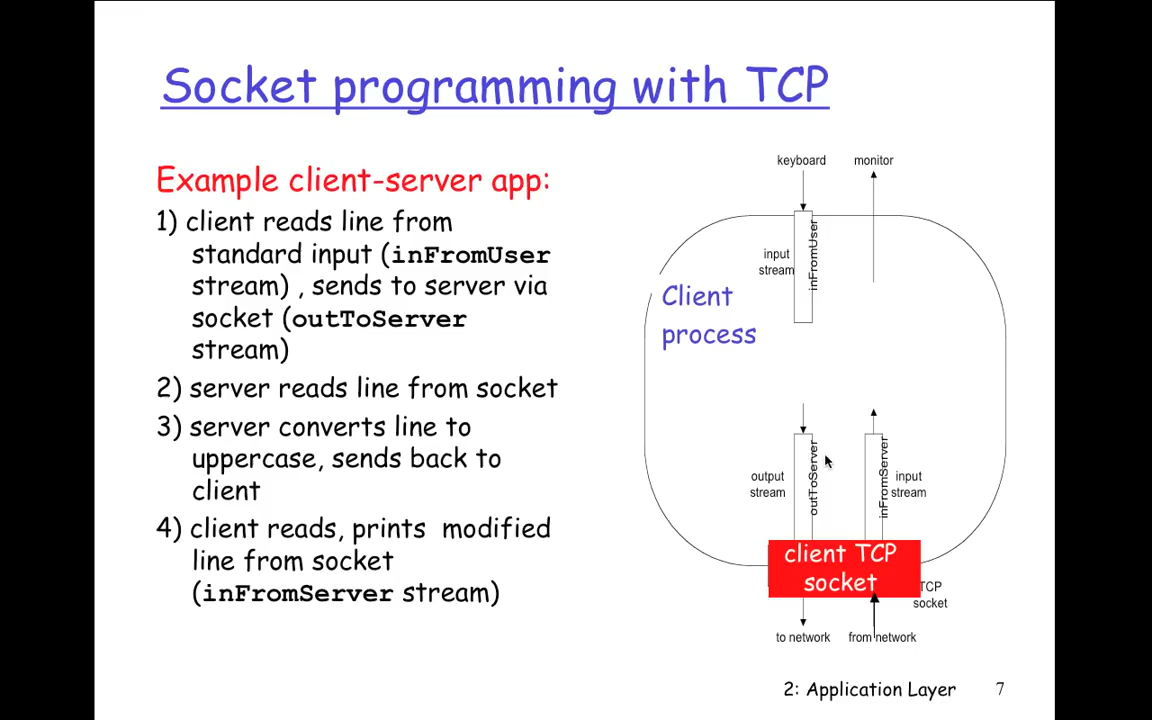 Socket programming with TCP
Example client-server app:
1) client reads line from
standard input (inFromUser
stream) , sends to server via
socket (outToServer
stream)
2) server reads line from socket
3) server converts line to
uppercase, sends back to
client
4) client reads, prints modified
line from socket
(inFromServer stream)
keyboard
monitor
input
stream
inFromUser
Client
process
output
stream
outToServer
inFromServer
input
stream
client TCP
socket
TCP
socket
to network
from network
2: Application Layer
7